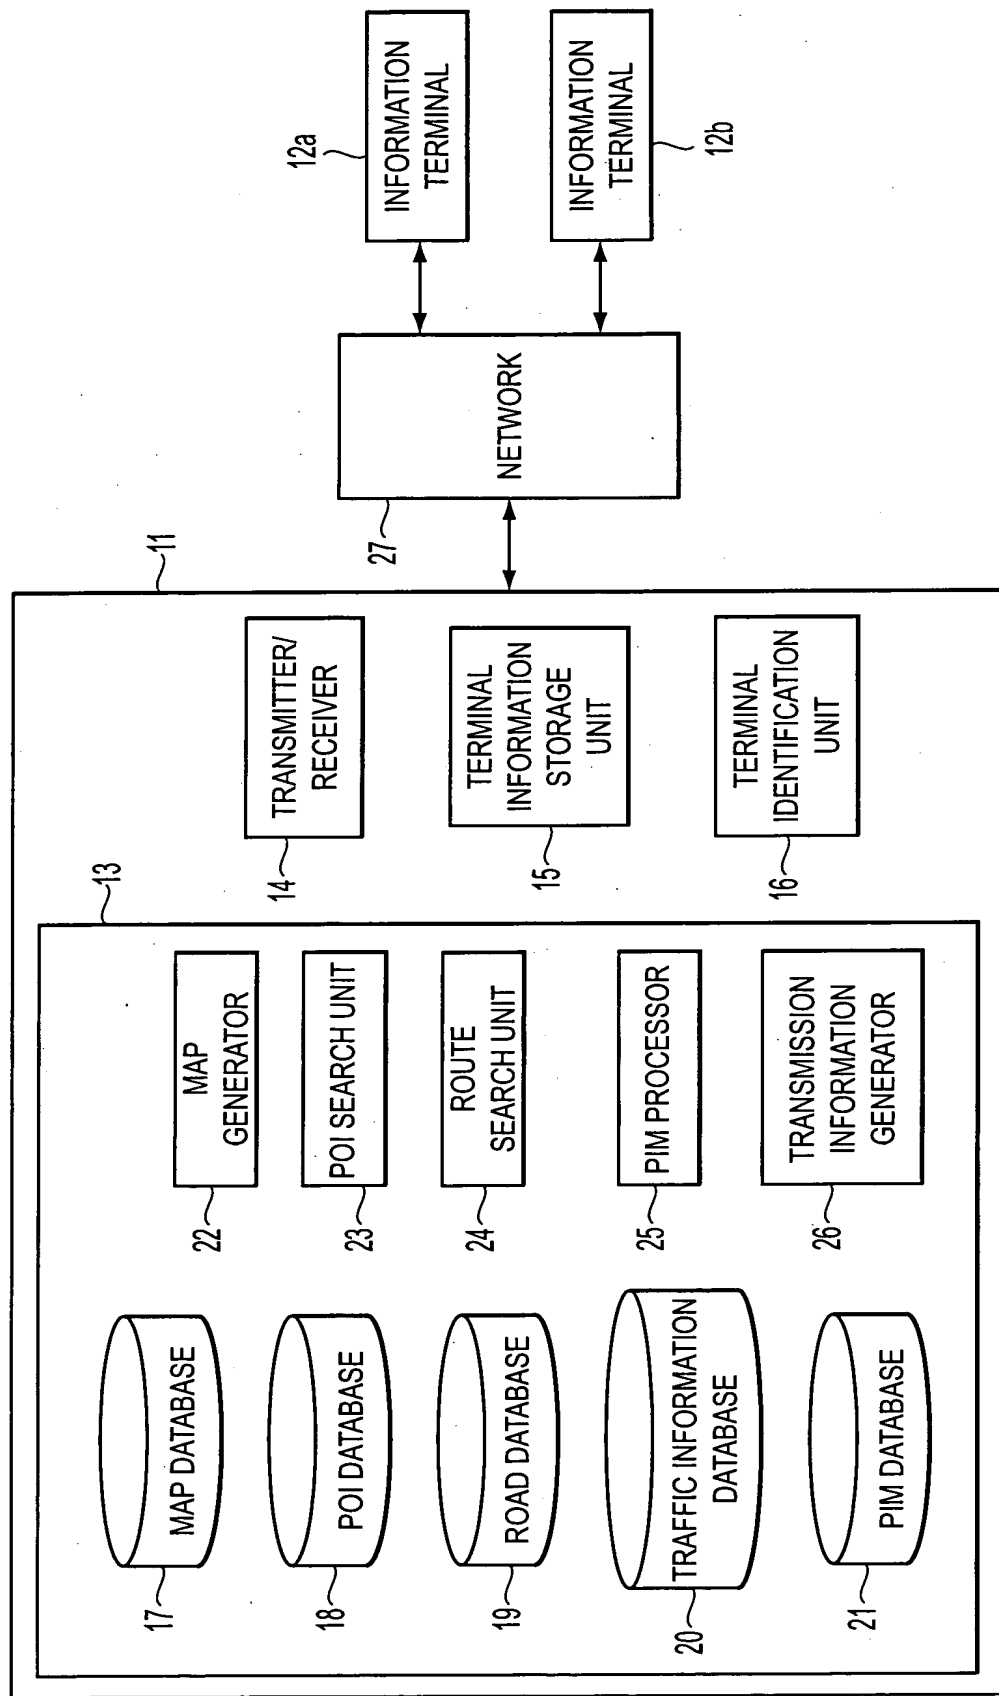 11
13
17
MAP DATABASE
18
POI DATABASE
19
ROAD DATABASE
20
TRAFFIC INFORMATION
DATABASE
21
PIM DATABASE
22
MAP
GENERATOR
23
POI SEARCH UNIT
24
ROUTE
SEARCH UNIT
25
PIM PROCESSOR
26
TRANSMISSION
INFORMATION
GENERATOR
14
TRANSMITTER/
RECEIVER
15
TERMINAL
INFORMATION
STORAGE
UNIT
16
TERMINAL
IDENTIFICATION
UNIT
27
NETWORK
12a
INFORMATION
TERMINAL
12b
INFORMATION
TERMINAL